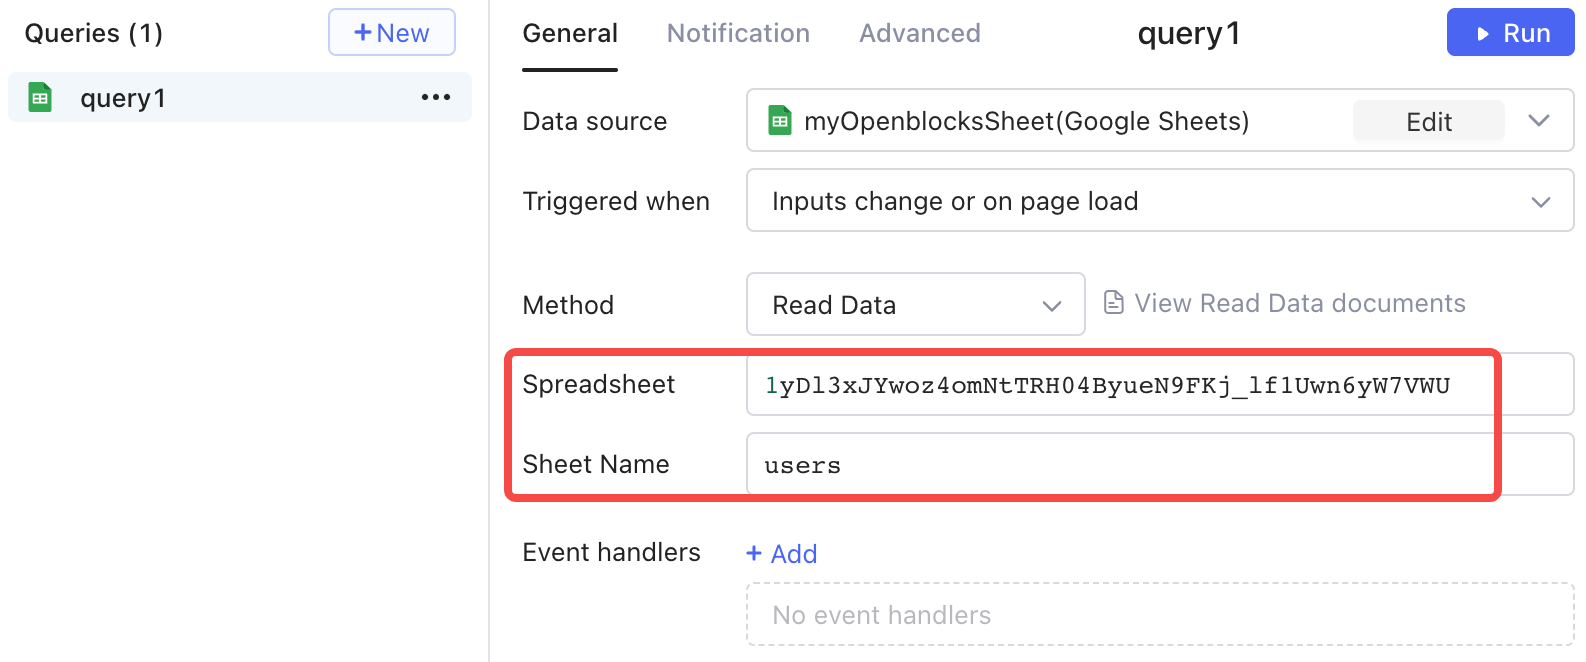 Queries (1)
+ New
query1
•••
General
Notification
Advanced
query1
Run
Data source
myOpenblocksSheet(Google Sheets)
Edit
Triggered when
Inputs change or on page load
Method
Read Data
View Read Data documents
Spreadsheet
1yDl3xJYwoz4omNtTRH04ByueN9FKj_lf1Uwn6yW7VWU
Sheet Name
users
Event handlers
+ Add
No event handlers